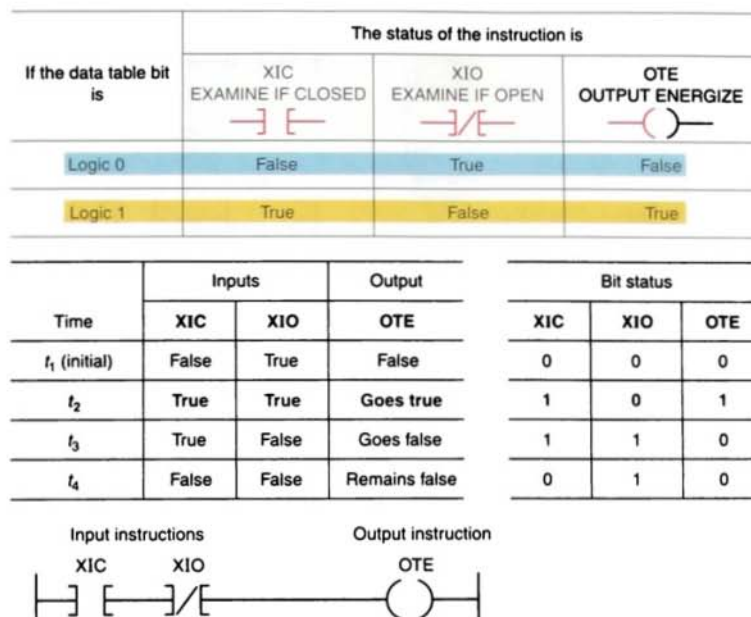 The status of the instruction is
If the data table bit is
XIC EXAMINE IF CLOSED
XIO EXAMINE IF OPEN
OTE OUTPUT ENERGIZE
Logic 0 False True False
Logic 1 True False True
Inputs Output Bit status
Time XIC XIO OTE XIC XIO OTE
t1 (initial) False True False 0 0 0
t2 True True Goes true 1 0 1
t3 True False Goes false 1 1 0
t4 False False Remains false 0 1 0
Input instructions Output instruction
XIC XIO OTE